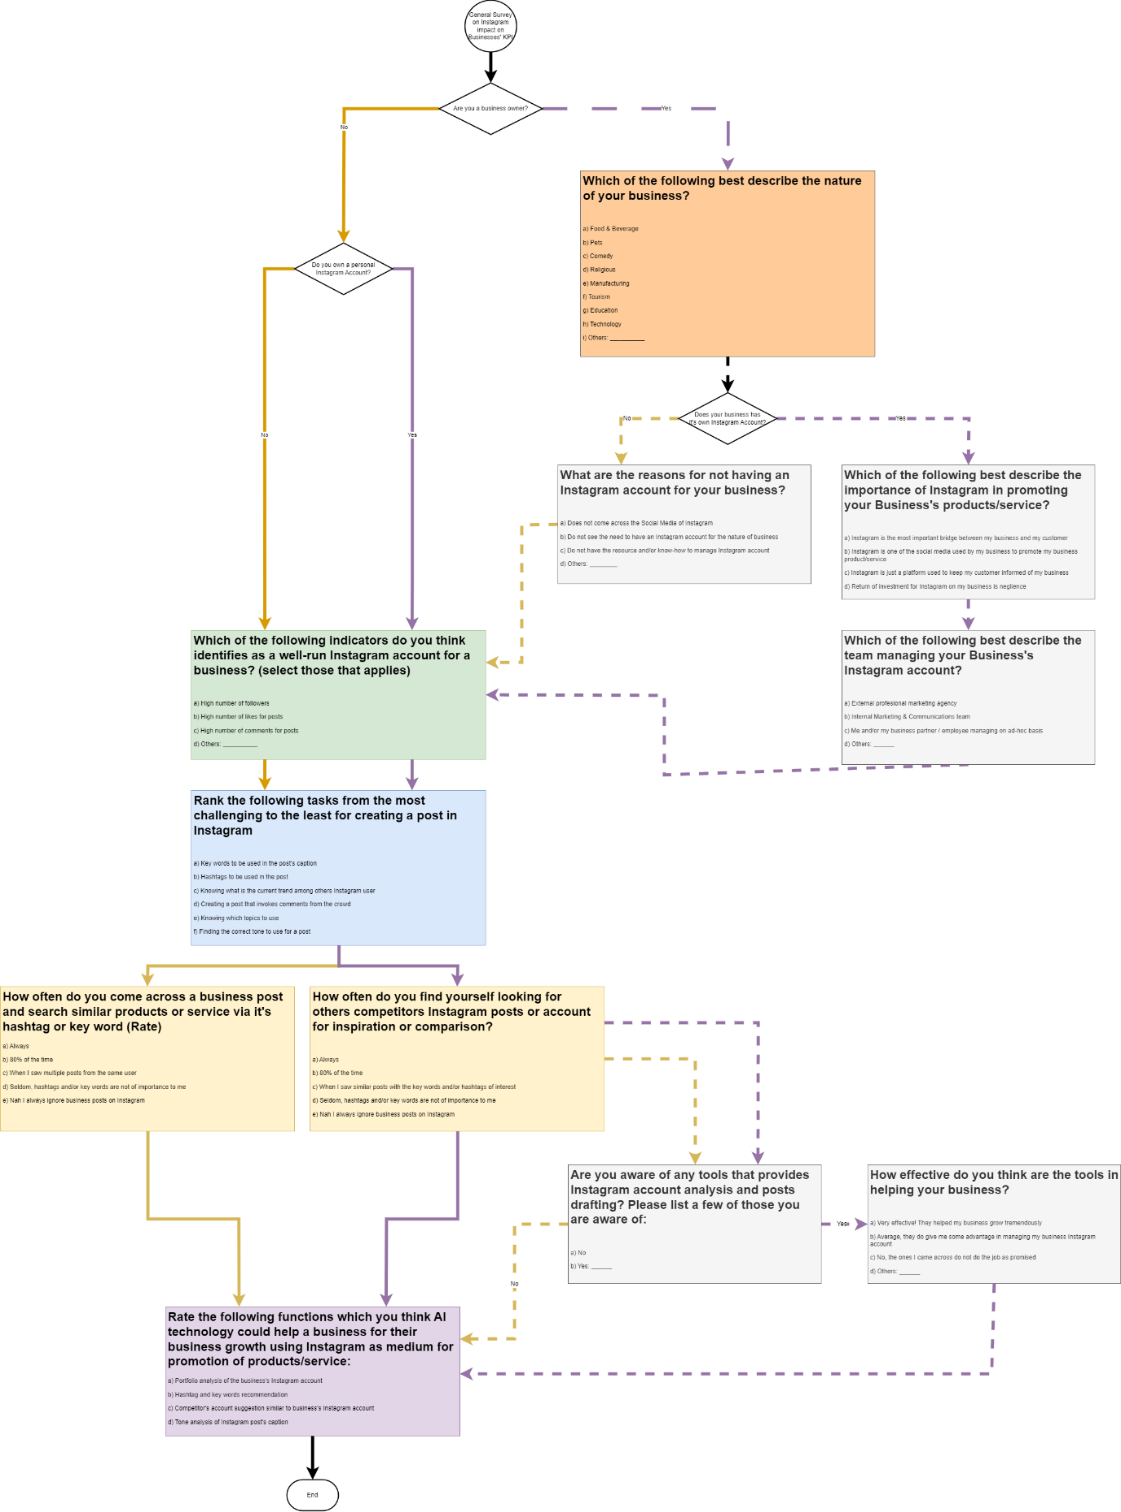 General Survey
on Instagram
impact on
Businesses' KPI
Are you a business owner?
No
Yes
Which of the following best describe the nature
of your business?
a) Food & Beverage
b) Pets
c) Comedy
d) Religious
e) Manufacturing
f) Tourism
g) Education
h) Technology
i) Others: __________
Do you own a personal
Instagram Account?
No
Yes
Does your business has
it's own Instagram Account?
No
Yes
What are the reasons for not having an
Instagram account for your business?
a) Does not come across the Social Media of Instagram
b) Do not see the need to have an Instagram account for the nature of business
c) Do not have the resource and/or know-how to manage Instagram account
d) Others: ________
Which of the following best describe the
importance of Instagram in promoting
your Business's products/service?
a) Instagram is the most important bridge between my business and my customer
b) Instagram is one of the social media used by my business to promote my business
product/service
c) Instagram is just a platform used to keep my customer informed of my business
d) Return of investment for Instagram on my business is neglience
Which of the following indicators do you think
identifies as a well-run Instagram account for a
business? (select those that applies)
a) High number of followers
b) High number of likes for posts
c) High number of comments for posts
d) Others: __________
Which of the following best describe the
team managing your Business's
Instagram account?
a) External profesional marketing agency
b) Internal Marketing & Communications team
c) Me and/or my business partner / employee managing on ad-hoc basis
d) Others: ______
Rank the following tasks from the most
challenging to the least for creating a post in
Instagram
a) Key words to be used in the post's caption
b) Hashtags to be used in the post
c) Knowing what is the current trend among others Instagram user
d) Creating a post that invokes comments from the crowd
e) Knowing which topics to use
f) Finding the correct tone to use for a post
How often do you come across a business post
and search similar products or service via it's
hashtag or key word (Rate)
a) Always
b) 80% of the time
c) When I saw multiple posts from the same user
d) Seldom, hashtags and/or key words are not of importance to me
e) Nah I always ignore business posts on Instagram
How often do you find yourself looking for
others competitors Instagram posts or account
for inspiration or comparison?
a) Always
b) 80% of the time
c) When I saw similar posts with the key words and/or hashtags of interest
d) Seldom, hashtags and/or key words are not of importance to me
e) Nah I always ignore business posts on Instagram
Are you aware of any tools that provides
Instagram account analysis and posts
drafting? Please list a few of those you
are aware of:
a) No
b) Yes: ______
Yes
No
How effective do you think are the tools in
helping your business?
a) Very effective! They helped my business grow tremendously
b) Average, they do give me some advantage in managing my business Instagram
account
c) No, the ones I came across do not do the job as promised
d) Others: ______
Rate the following functions which you think AI
technology could help a business for their
business growth using Instagram as medium for
promotion of products/service:
a) Portfolio analysis of the business's Instagram account
b) Hashtag and key words recommendation
c) Competitor's account suggestion similar to business's Instagram account
d) Tone analysis of Instagram post's caption
End